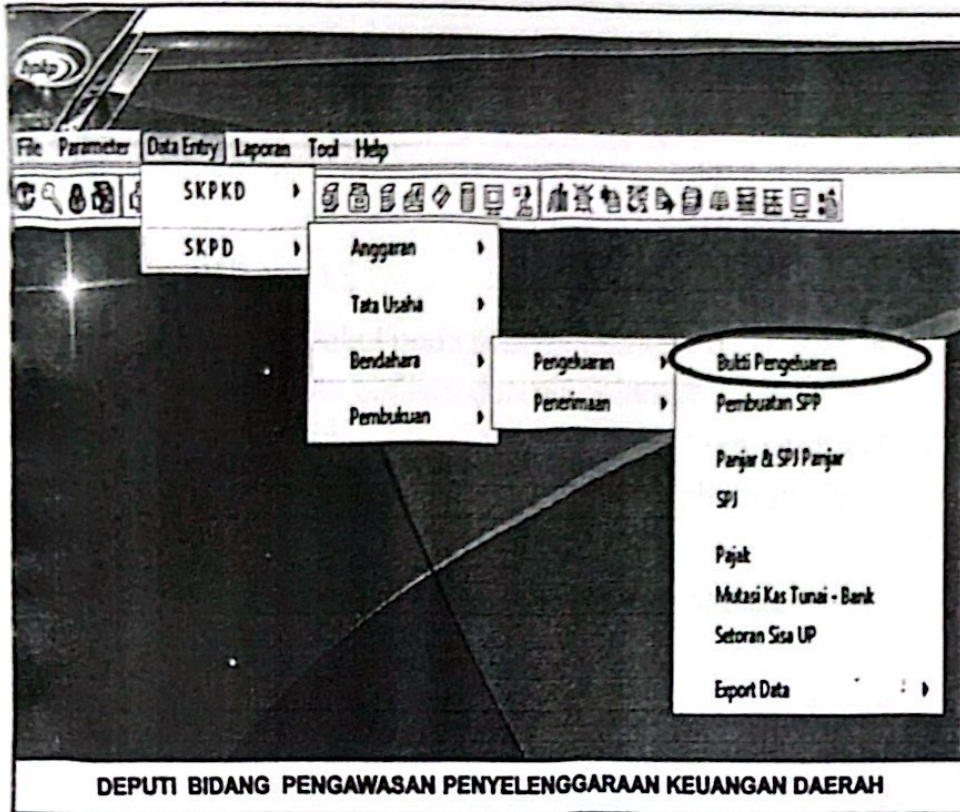 bpkp
File Parameter Data Entry Laporan Tool Help
SKPKD
SKPD
Anggaran
Tata Usaha
Bendahara
Pembukuan
Pengeluaran
Penerimaan
Bukti Pengeluaran
Pembuatan SPP
Panjar & SPJ Panjar
SPJ
Pajak
Mutasi Kas Tunai - Bank
Setoran Sisa UP
Export Data
DEPUTI BIDANG PENGAWASAN PENYELENGGARAAN KEUANGAN DAERAH